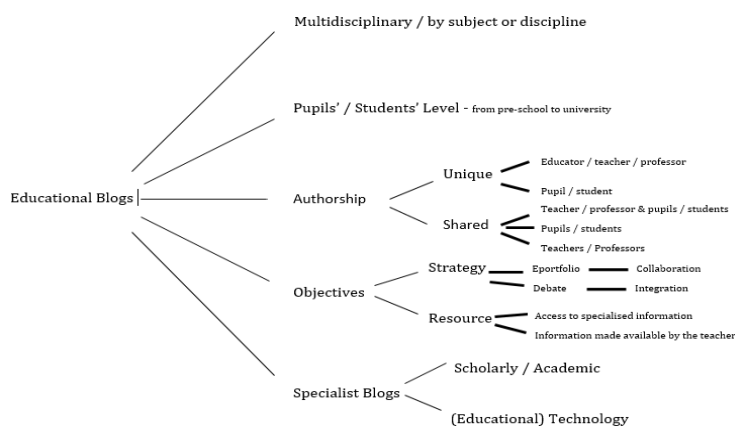 Multidisciplinary / by subject or discipline
Pupils' / Students' Level - from pre-school to university
Educational Blogs
Authorship
Unique
Educator / teacher / professor
Pupil / student
Shared
Teacher / professor & pupils / students
Pupils / students
Teachers / Professors
Objectives
Strategy
Eportfolio
Collaboration
Debate
Integration
Resource
Access to specialised information
Information made available by the teacher
Specialist Blogs
Scholarly / Academic
(Educational) Technology